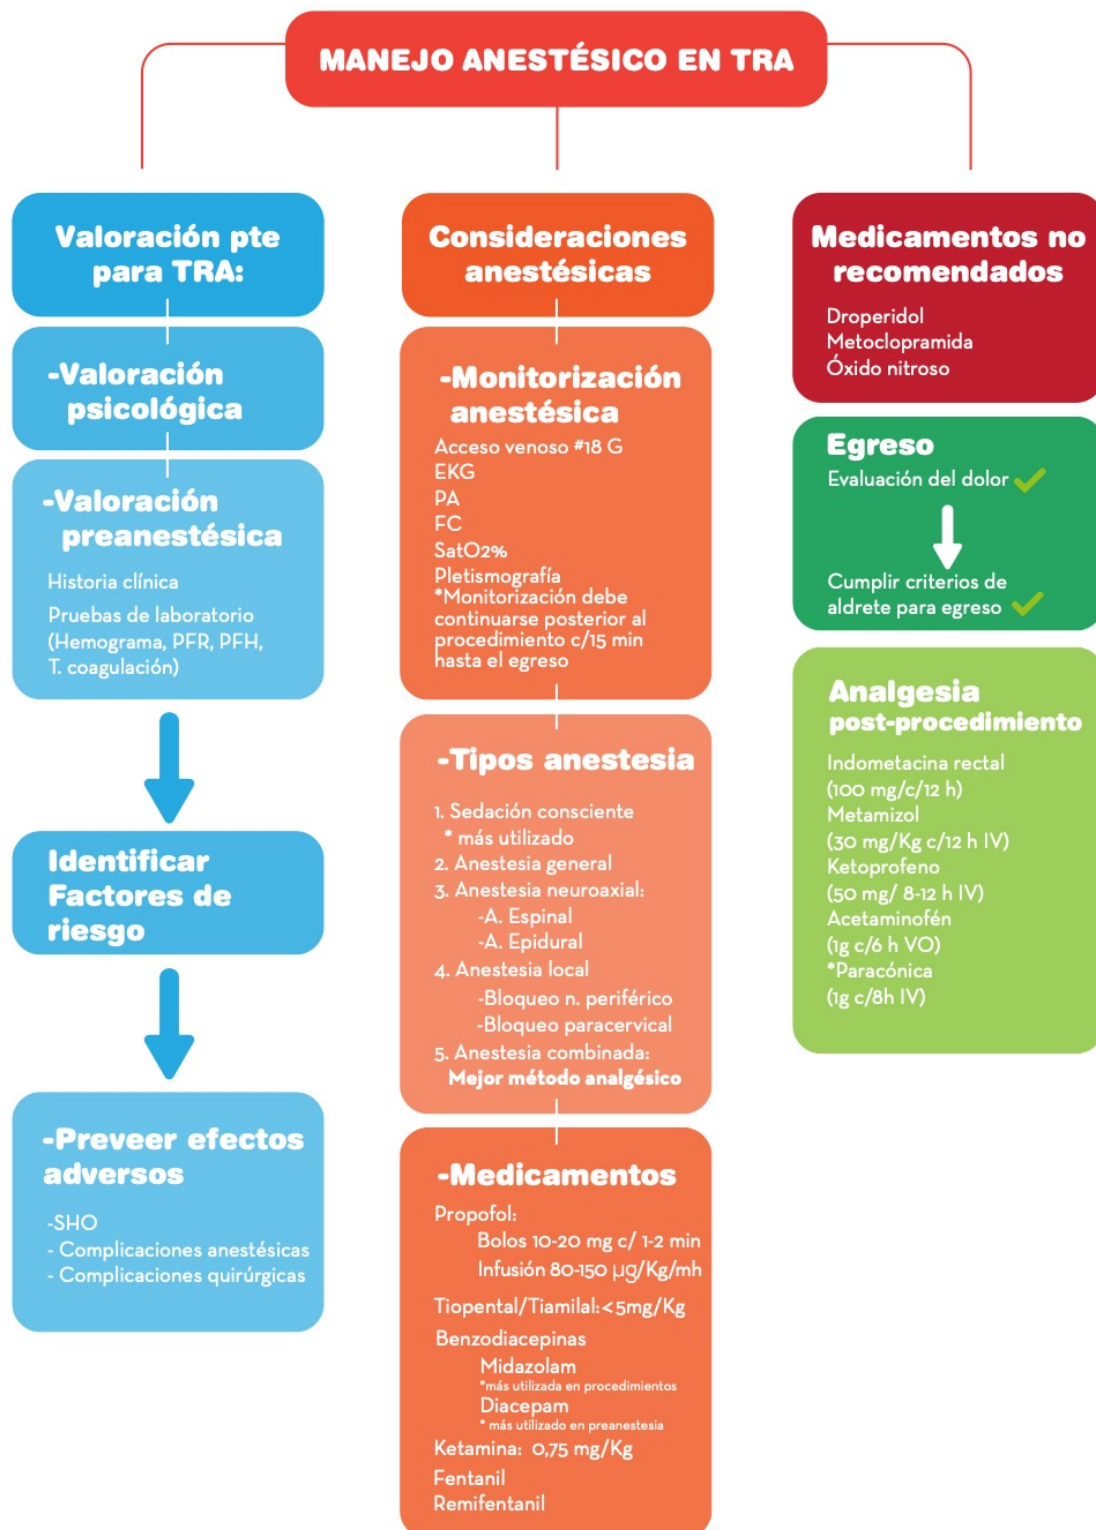 MANEJO ANESTÉSICO EN TRA
Valoración pte
para TRA:
-Valoración
psicológica
-Valoración
preanestésica
Historia clínica
Pruebas de laboratorio
(Hemograma, PFR, PFH,
T. coagulación)
Identificar
Factores de
riesgo
-Preveer efectos
adversos
-SHO
- Complicaciones anestésicas
- Complicaciones quirúrgicas
Consideraciones
anestésicas
-Monitorización
anestésica
Acceso venoso #18 G
EKG
PA
FC
SatO2%
Pletismografía
*Monitorización debe
continuarse posterior al
procedimiento c/15 min
hasta el egreso
-Tipos anestesia
1. Sedación consciente
* más utilizado
2. Anestesia general
3. Anestesia neuroaxial:
-A. Espinal
-A. Epidural
4. Anestesia local
-Bloqueo n. periférico
-Bloqueo paracervical
5. Anestesia combinada:
Mejor método analgésico
-Medicamentos
Propofol:
Bolos 10-20 mg c/ 1-2 min
Infusión 80-150 µg/Kg/mh
Tiopental/Tiamilal: <5mg/Kg
Benzodiacepinas
Midazolam
*más utilizada en procedimientos
Diacepam
* más utilizado en preanestesia
Ketamina: 0,75 mg/Kg
Fentanil
Remifentanil
Medicamentos no
recomendados
Droperidol
Metoclopramida
Óxido nitroso
Egreso
Evaluación del dolor
Cumplir criterios de
aldrete para egreso
Analgesia
post-procedimiento
Indometacina rectal
(100 mg/c/12 h)
Metamizol
(30 mg/Kg c/12 h IV)
Ketoprofeno
(50 mg/ 8-12 h IV)
Acetaminofén
(1g c/6 h VO)
*Paracónica
(1g c/8h IV)